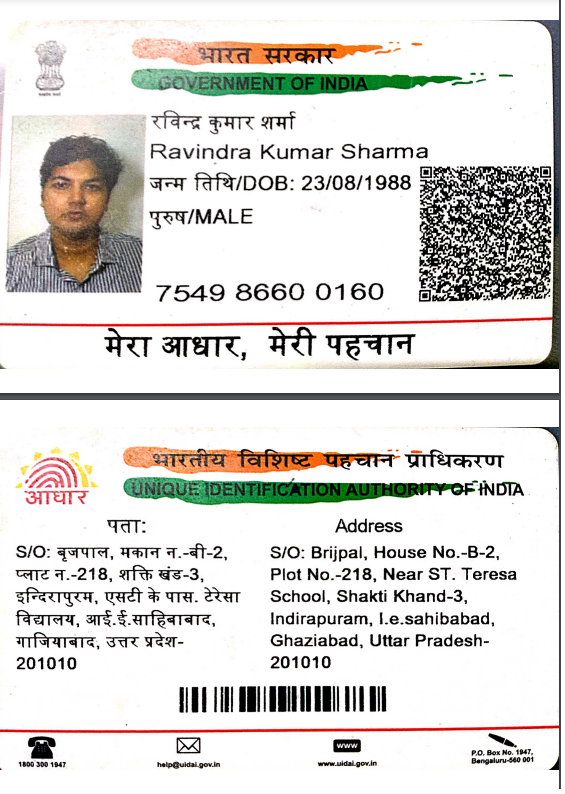 भारत सरकार
GOVERNMENT OF INDIA
रविन्द्र कुमार शर्मा
Ravindra Kumar Sharma
जन्म तिथि/DOB: 23/08/1988
पुरुष/MALE
7549 8660 0160
मेरा आधार, मेरी पहचान
भारतीय विशिष्ट पहचान प्राधिकरण
UNIQUE IDENTIFICATION AUTHORITY OF INDIA
आधार
पता:
S/O: बृजपाल, मकान न.-बी-2,
प्लाट न.-218, शक्ति खंड-3,
इन्दिरापुरम, एसटी के पास. टेरेसा
विद्यालय, आई.ई.साहिबाबाद,
गाजियाबाद, उत्तर प्रदेश-
201010
Address
S/O: Brijpal, House No.-B-2,
Plot No.-218, Near ST. Teresa
School, Shakti Khand-3,
Indirapuram, I.e.sahibabad,
Ghaziabad, Uttar Pradesh-
201010
1800 300 1947
help@uidai.gov.in
www
www.uidai.gov.in
P.O. Box No. 1947,
Bengaluru-560 001